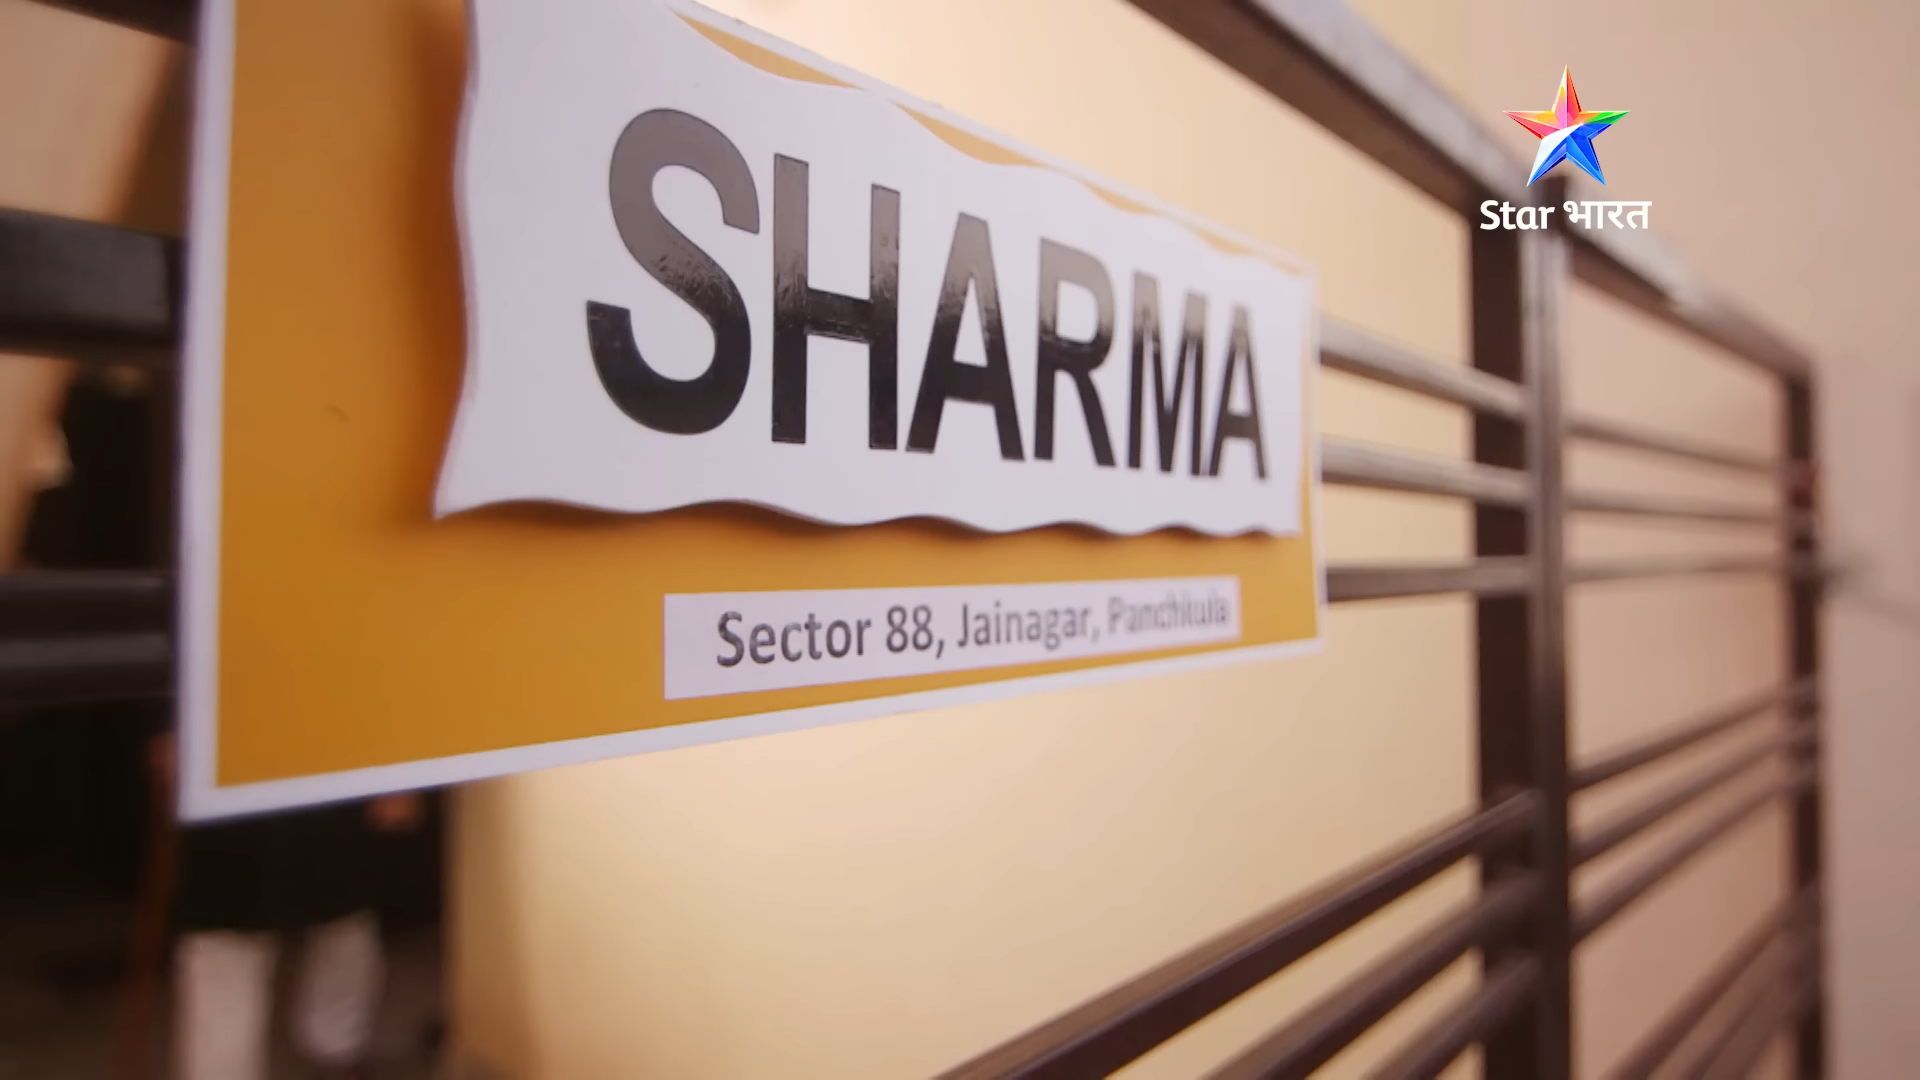 SHARMA
Sector 88, Jainagar, Panchkula
Star भारत